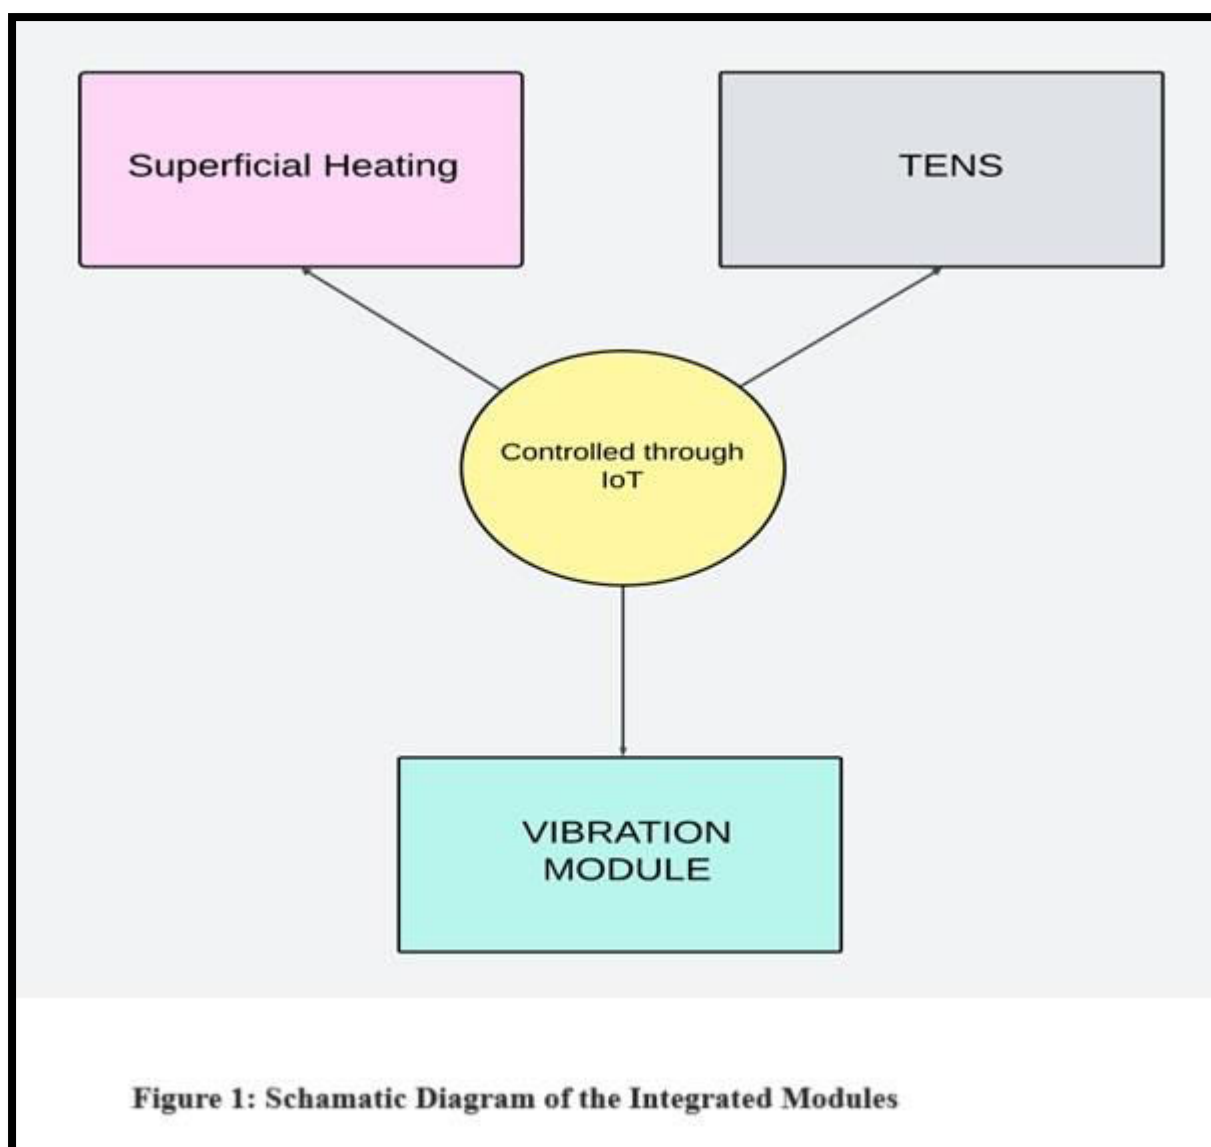 Superficial Heating
TENS
Controlled through
IoT
VIBRATION
MODULE
Figure 1: Schamatic Diagram of the Integrated Modules